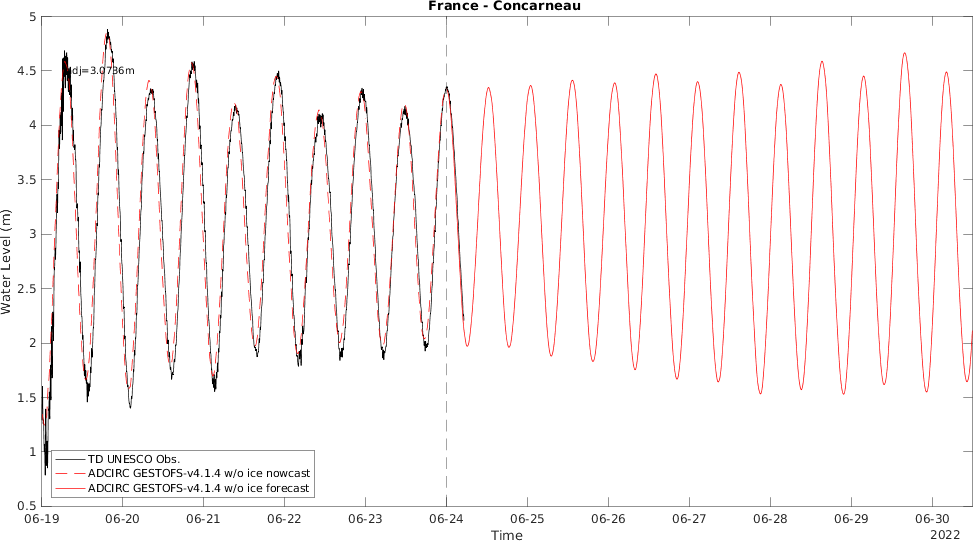 France - Concarneau
5
4.5
4
3.5
3
2.5
2
1.5
1
0.5
Water Level (m)
dj=3.0736m
TD UNESCO Obs.
ADCIRC GESTOFS-v4.1.4 w/o ice nowcast
ADCIRC GESTOFS-v4.1.4 w/o ice forecast
06-19 06-20 06-21 06-22 06-23 06-24 06-25 06-26 06-27 06-28 06-29 06-30
Time
2022